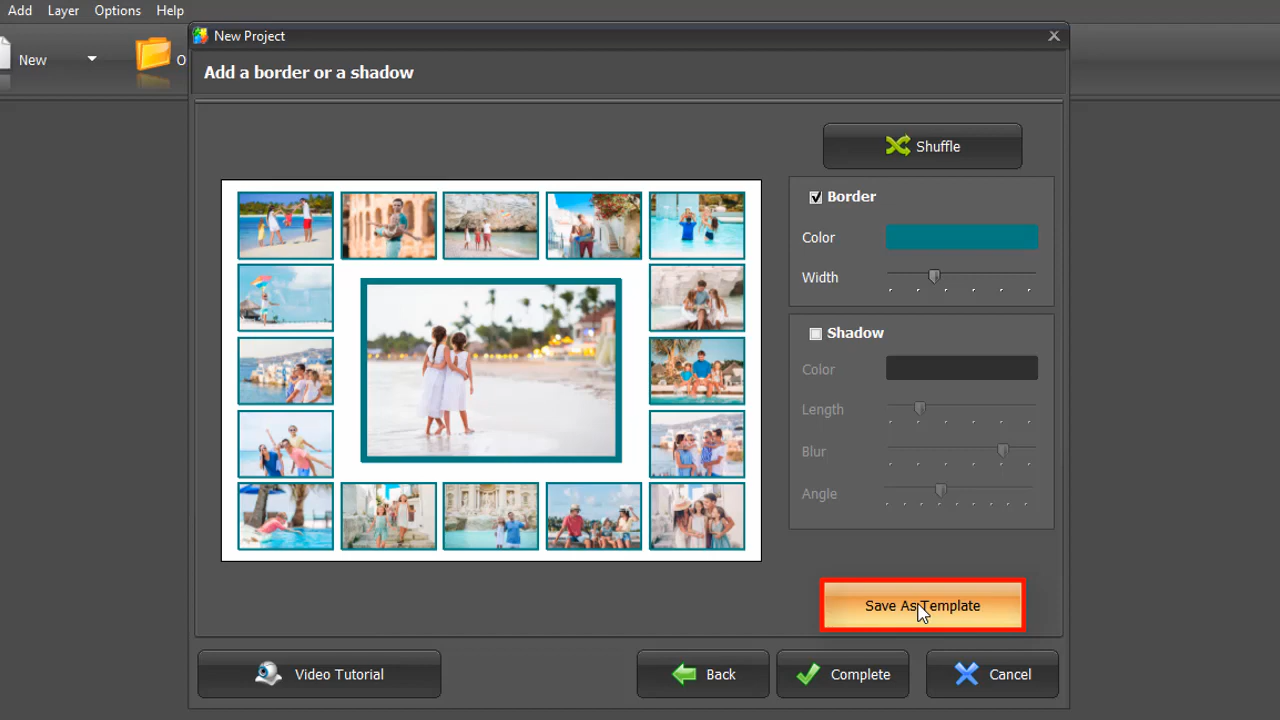 Add Layer Options Help
New Project
New
O
Add a border or a shadow
Shuffle
Border
Color
Width
Shadow
Color
Length
Blur
Angle
Save As Template
Video Tutorial
Back
Complete
Cancel